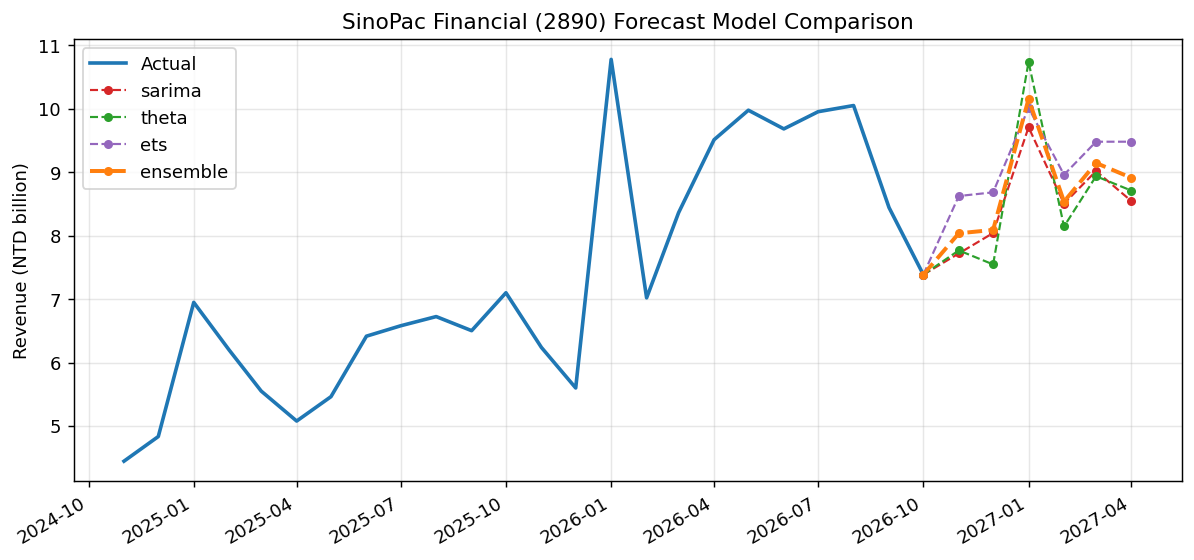 SinoPac Financial (2890) Forecast Model Comparison
Revenue (NTD billion)
11
10
9
8
7
6
5
Actual
sarima
theta
ets
ensemble
2024-10
2025-01
2025-04
2025-07
2025-10
2026-01
2026-04
2026-07
2026-10
2027-01
2027-04